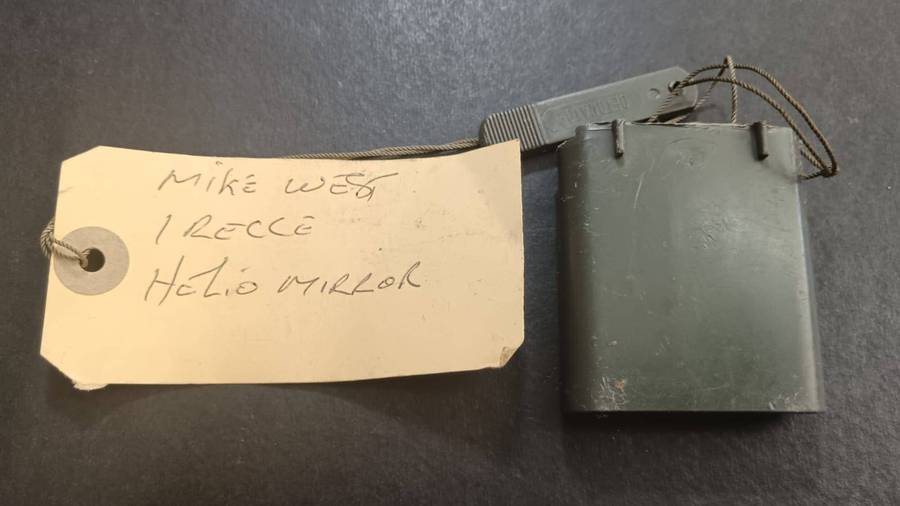 MIKE WEST
1 RECCE
HELIO MIRROR